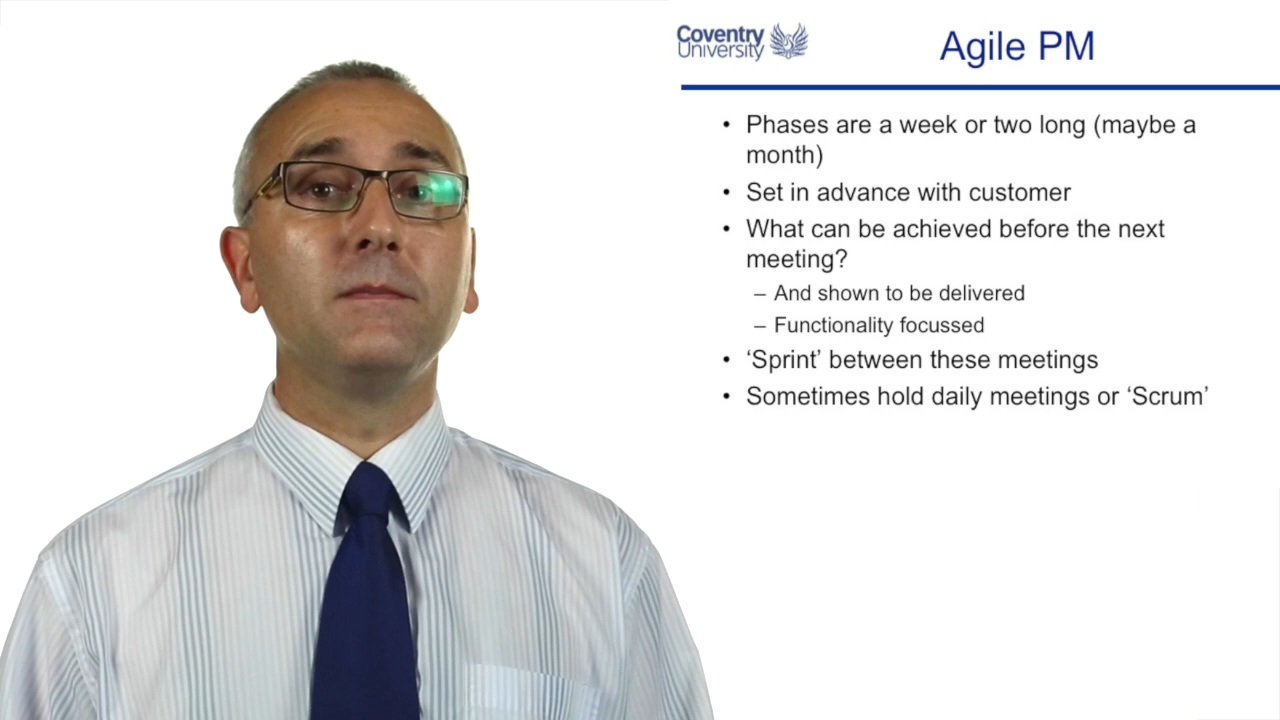 Coventry
University
Agile PM
• Phases are a week or two long (maybe a
month)
• Set in advance with customer
• What can be achieved before the next
meeting?
– And shown to be delivered
– Functionality focussed
• ‘Sprint’ between these meetings
• Sometimes hold daily meetings or ‘Scrum’